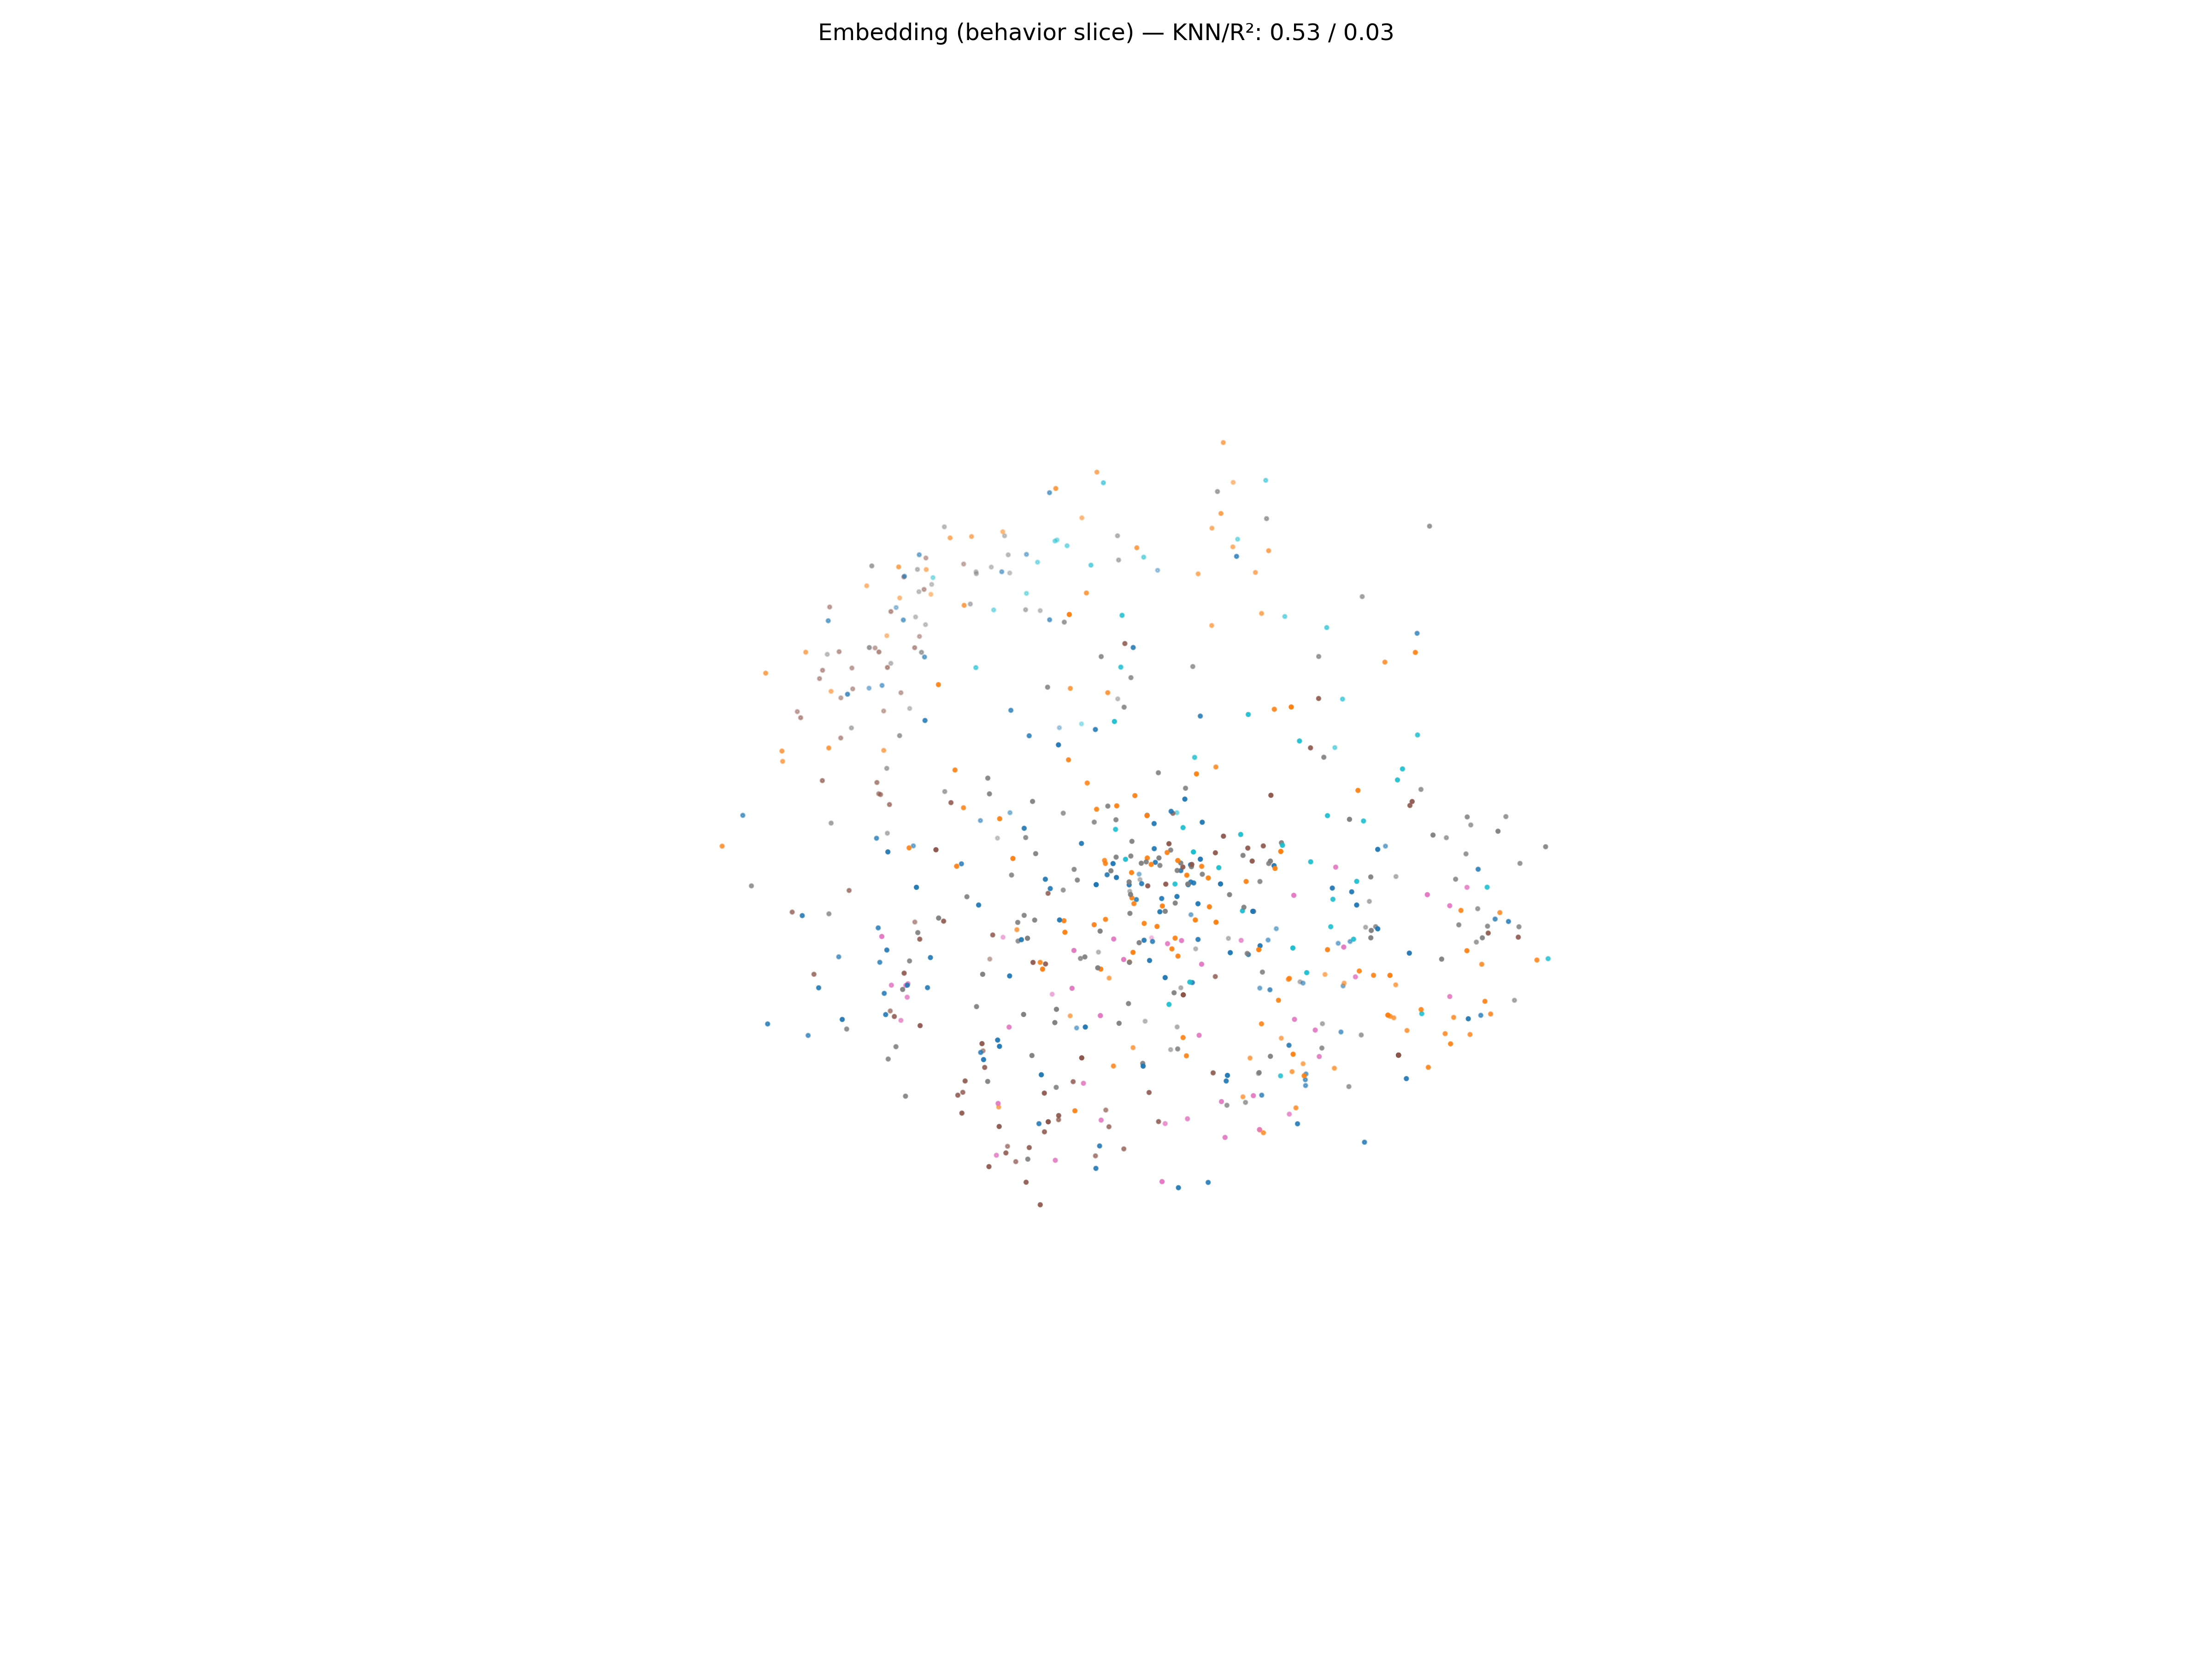 Embedding (behavior slice) — KNN/R²: 0.53 / 0.03